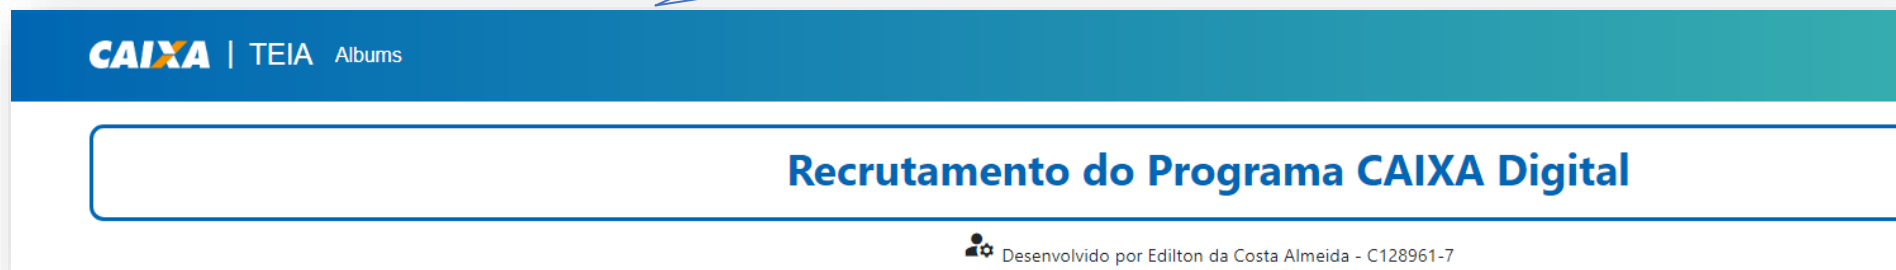 CAIXA | TEIA Albums
Recrutamento do Programa CAIXA Digital
Desenvolvido por Edilton da Costa Almeida - C128961-7